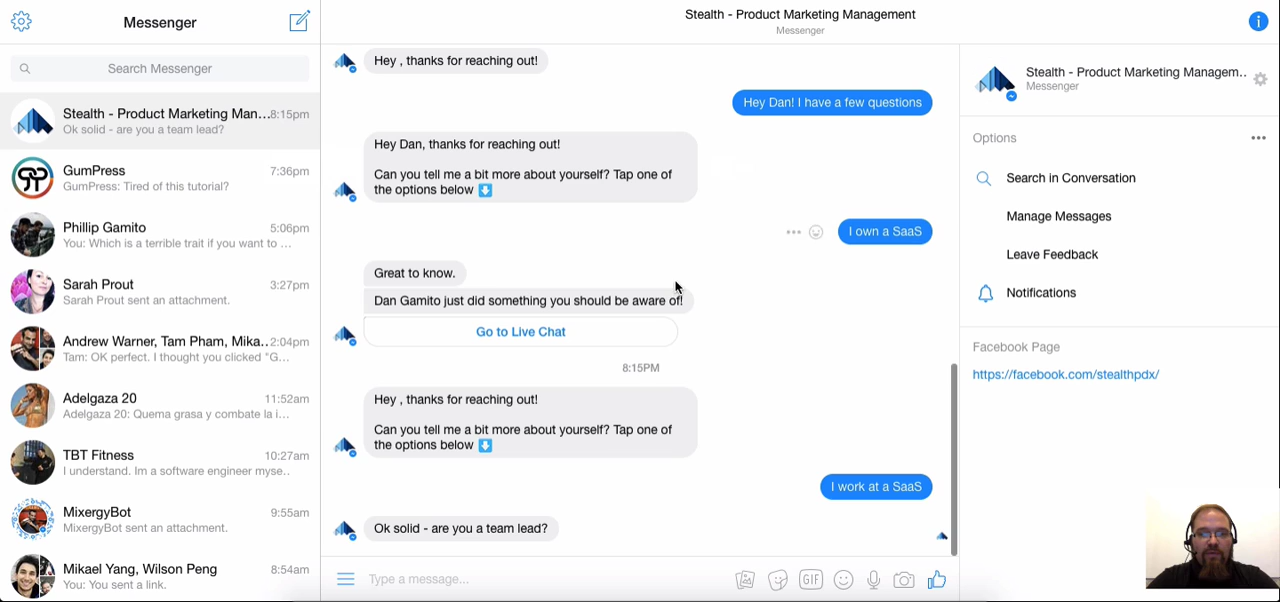 Messenger
Search Messenger
Stealth - Product Marketing Man... 8:15pm
Ok solid - are you a team lead?
GumPress 7:36pm
GumPress: Tired of this tutorial?
Phillip Gamito 5:06pm
You: Which is a terrible trait if you want to ...
Sarah Prout 3:27pm
Sarah Prout sent an attachment.
Andrew Warner, Tam Pham, Mika.. 2:04pm
Tam: OK perfect. I thought you clicked "G...
Adelgaza 20 11:52am
Adelgaza 20: Quema grasa y combate la i...
TBT Fitness 10:27am
I understand. Im a software engineer myse..
MixergyBot 9:55am
MixergyBot sent an attachment.
Mikael Yang, Wilson Peng 8:54am
You: You sent a link.
Stealth - Product Marketing Management
Messenger
Hey , thanks for reaching out!
Hey Dan! I have a few questions
Hey Dan, thanks for reaching out!
Can you tell me a bit more about yourself? Tap one of
the options below ⬇️
I own a SaaS
Great to know.
Dan Gamito just did something you should be aware of!
Go to Live Chat
8:15PM
Hey , thanks for reaching out!
Can you tell me a bit more about yourself? Tap one of
the options below ⬇️
I work at a SaaS
Ok solid - are you a team lead?
Type a message...
GIF
Stealth - Product Marketing Managem..
Messenger
Options
Search in Conversation
Manage Messages
Leave Feedback
Notifications
Facebook Page
https://facebook.com/stealthpdx/